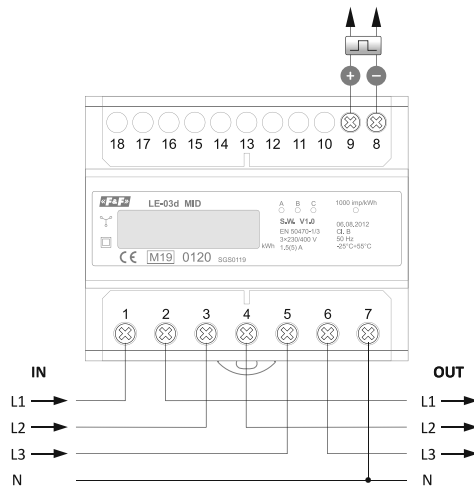 + −
18 17 16 15 14 13 12 11 10 9 8
F&F LE-03d MID
A B C
1000 imp/kWh
S.W. V1.0
EN 50470-1/3
3×230/400 V
1,5(6) A
06,08,2012
Cl. B
50 Hz
-25°C÷55°C
kWh
CE M19 0120 SGS0119
1 2 3 4 5 6 7
IN OUT
L1 L1
L2 L2
L3 L3
N N